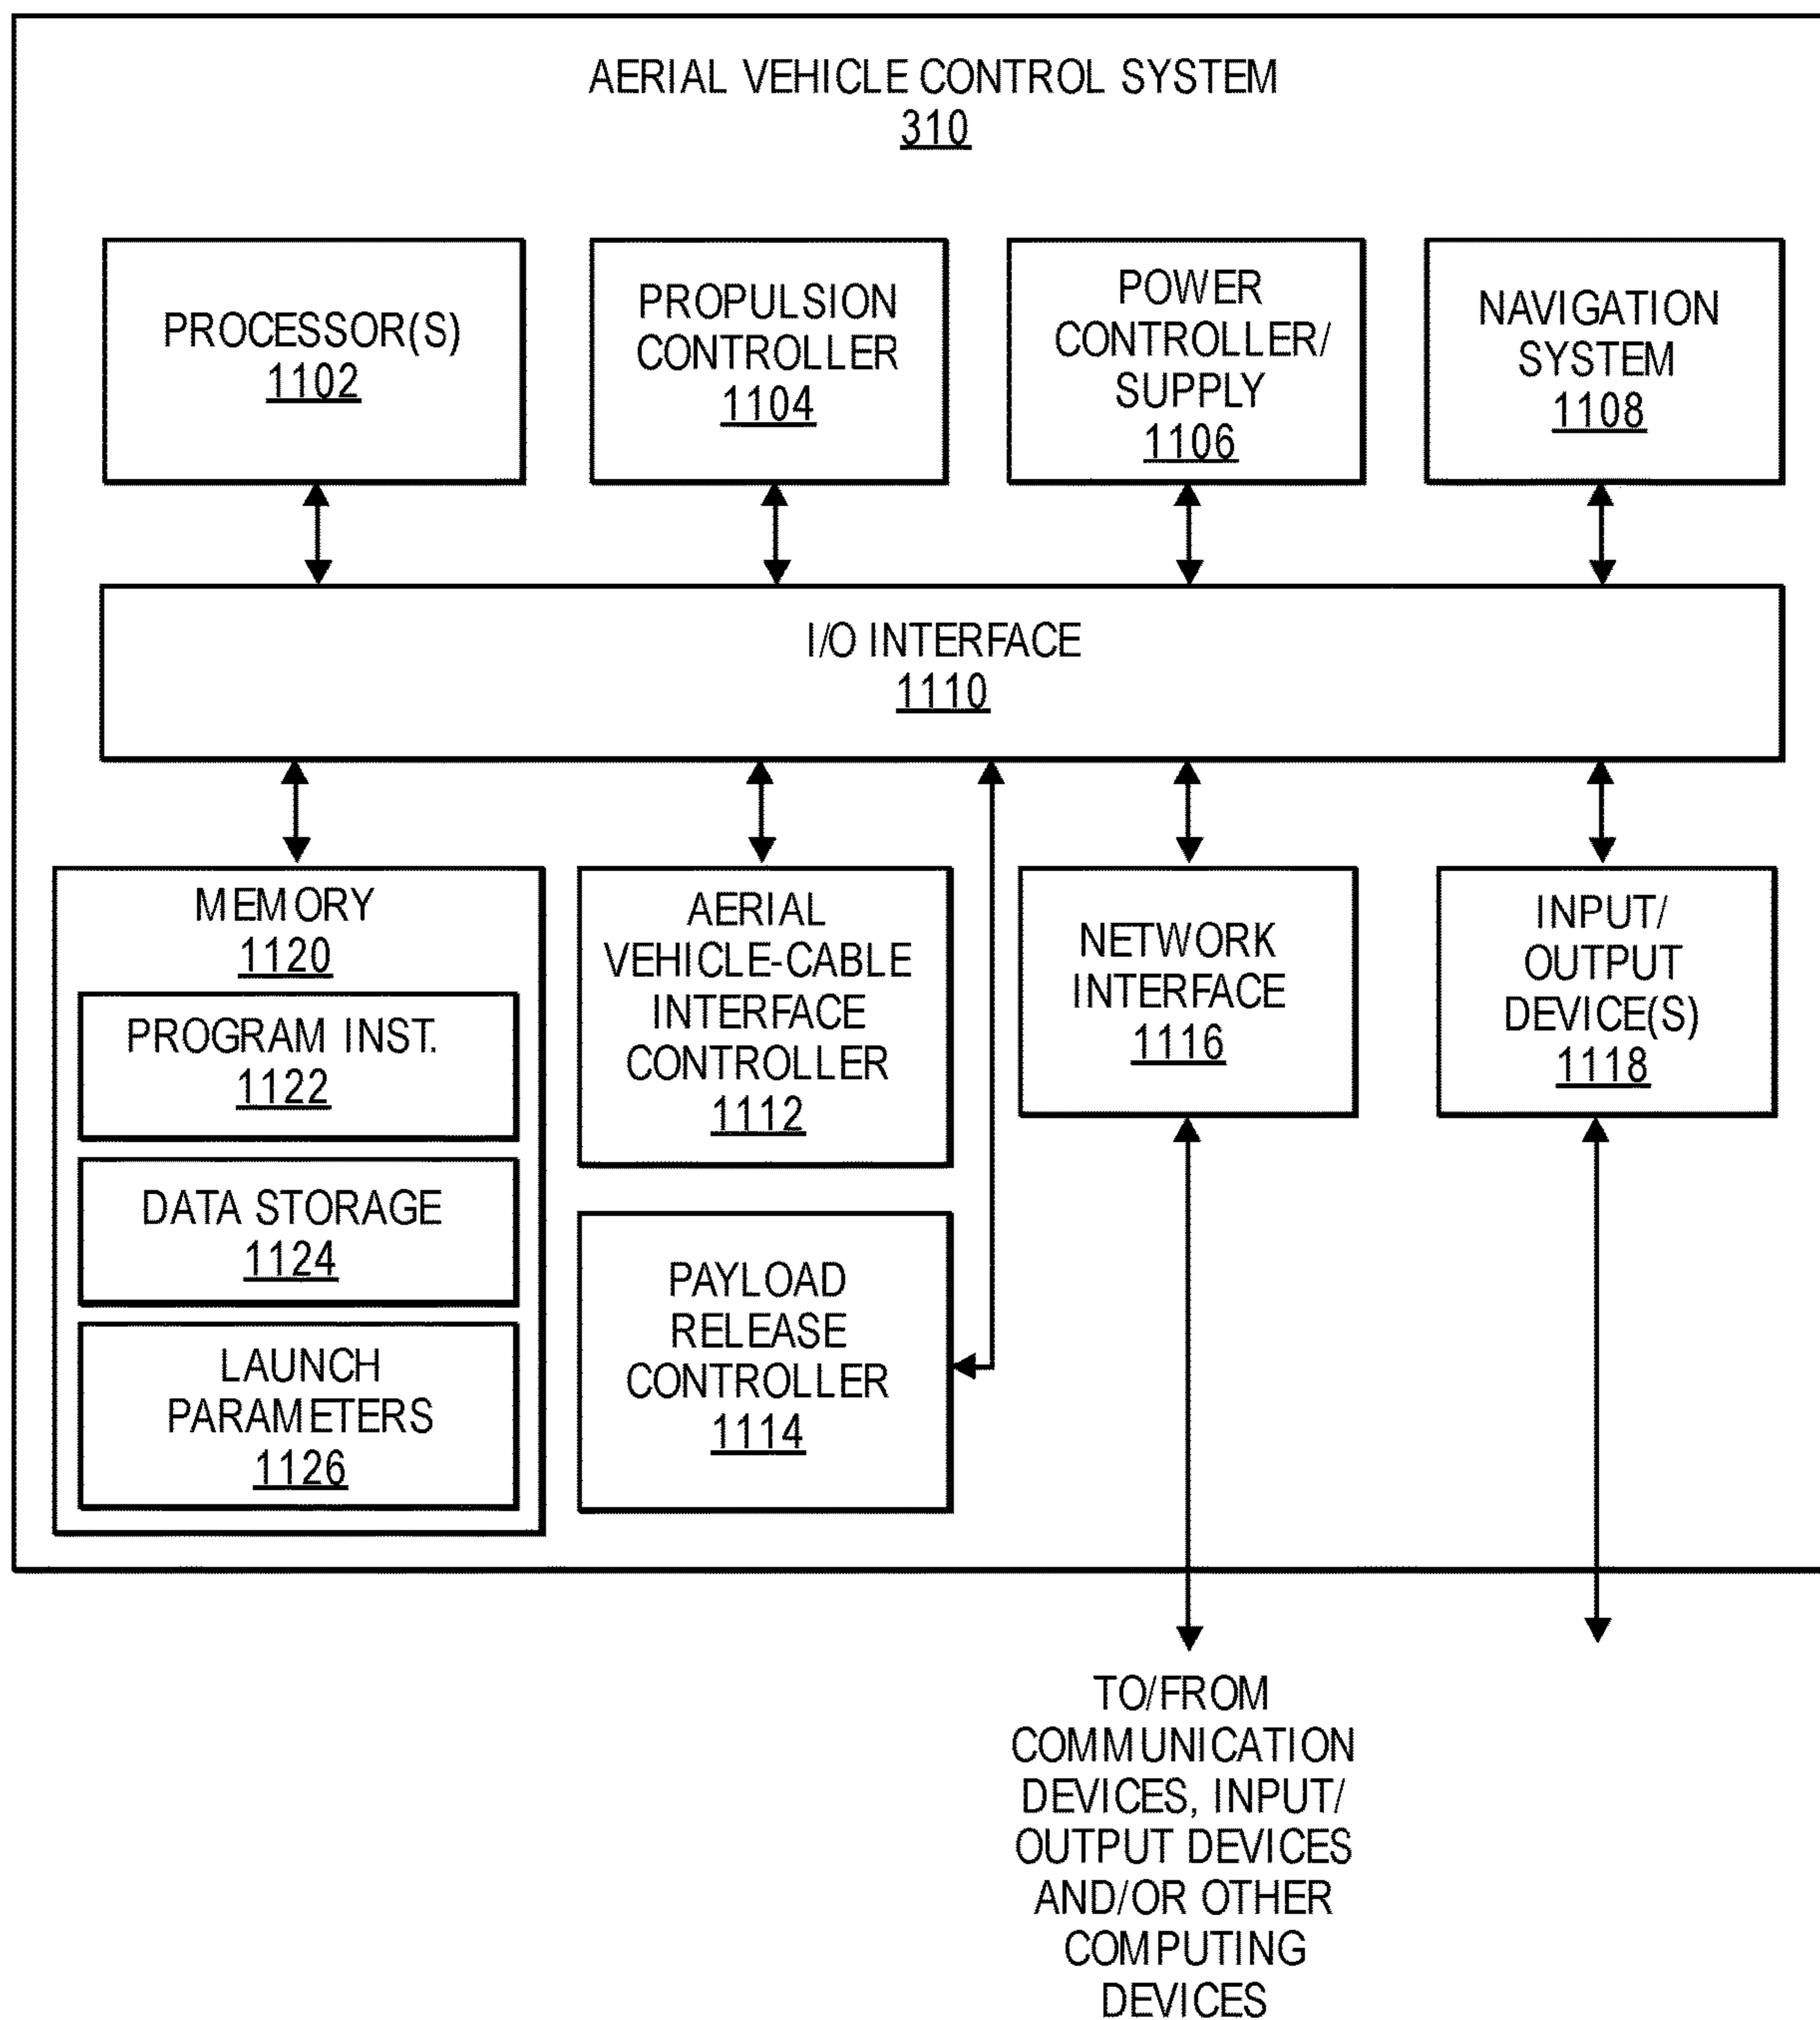 AERIAL VEHICLE CONTROL SYSTEM
310
PROCESSOR(S)
1102
PROPULSION
CONTROLLER
1104
POWER
CONTROLLER/
SUPPLY
1106
NAVIGATION
SYSTEM
1108
I/O INTERFACE
1110
MEMORY
1120
PROGRAM INST.
1122
DATA STORAGE
1124
LAUNCH
PARAMETERS
1126
AERIAL
VEHICLE-CABLE
INTERFACE
CONTROLLER
1112
PAYLOAD
RELEASE
CONTROLLER
1114
NETWORK
INTERFACE
1116
INPUT/
OUTPUT
DEVICE(S)
1118
TO/FROM
COMMUNICATION
DEVICES, INPUT/
OUTPUT DEVICES
AND/OR OTHER
COMPUTING
DEVICES